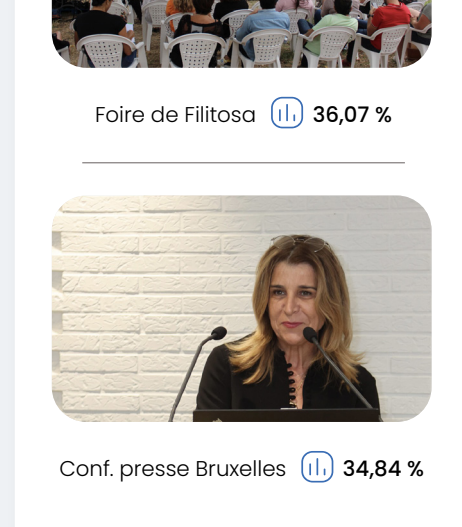 Foire de Filitosa 36,07 %
Conf. presse Bruxelles 34,84 %